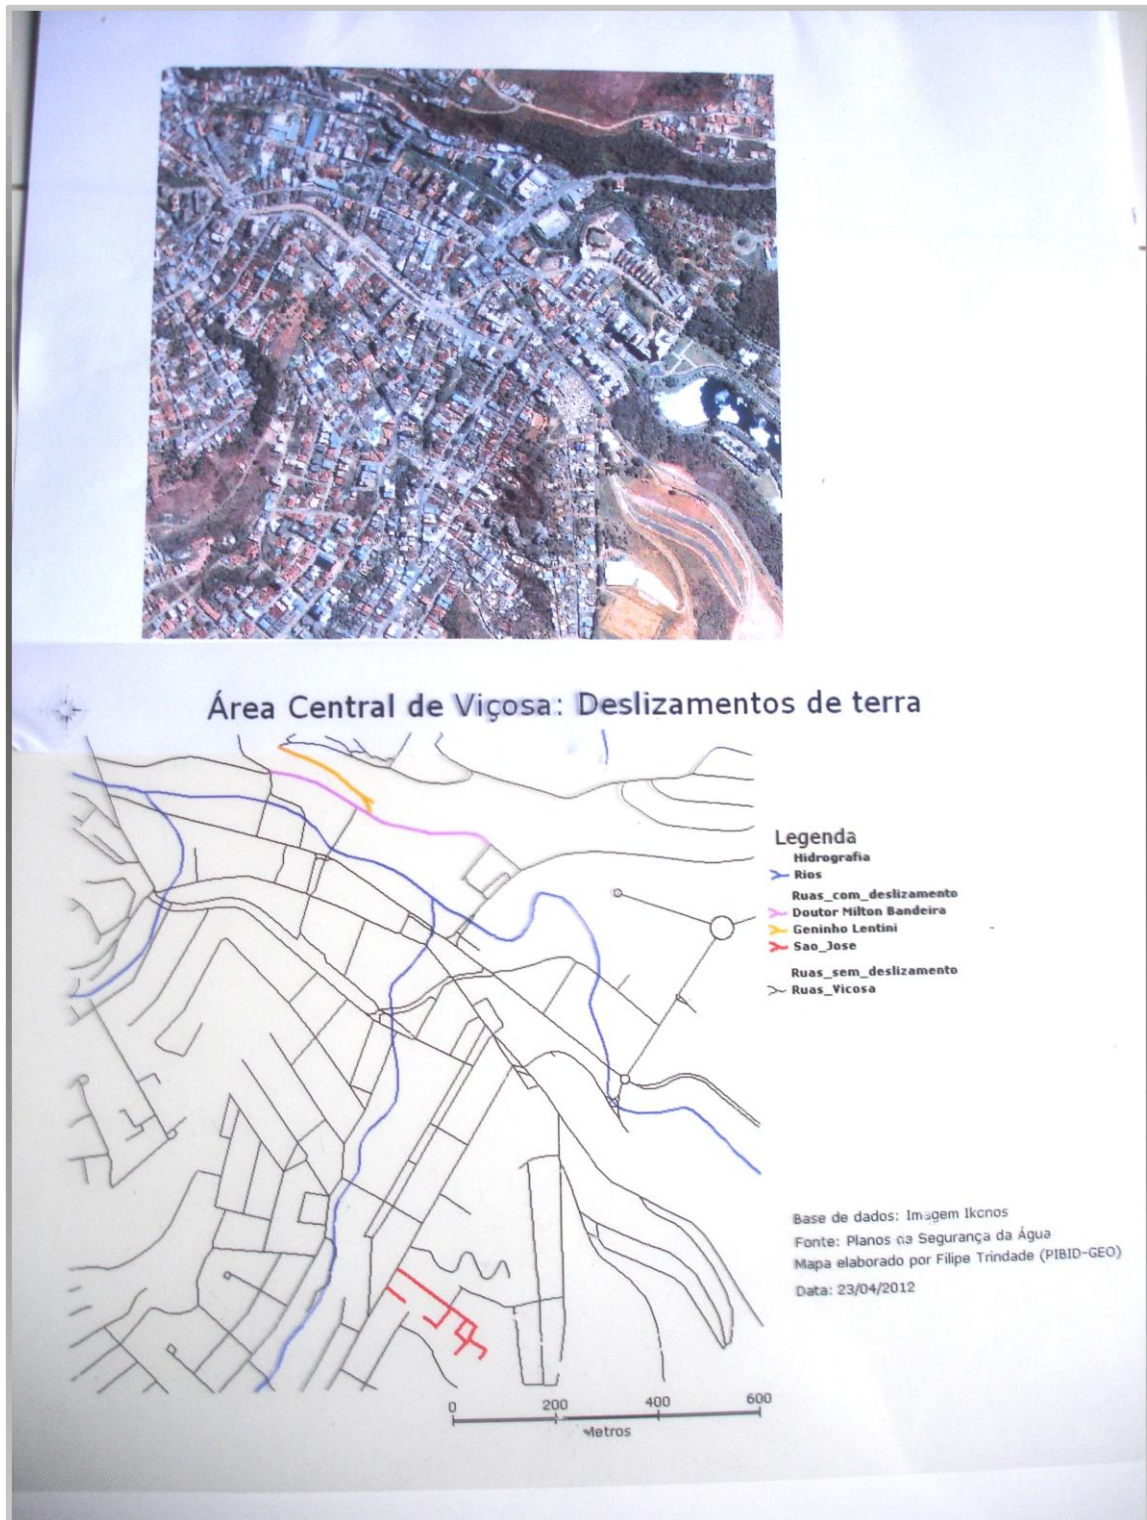 Área Central de Viçosa: Deslizamentos de terra
Legenda
Hidrografia
Rios
Ruas_com_deslizamento
Doutor Milton Bandeira
Geninho Lentini
Sao_Jose
Ruas_sem_deslizamento
Ruas_Vicosa
Base de dados: Imagem Ikonos
Fonte: Planos da Segurança da Água
Mapa elaborado por Filipe Trindade (PIBID-GEO)
Data: 23/04/2012
0 200 400 600
Metros